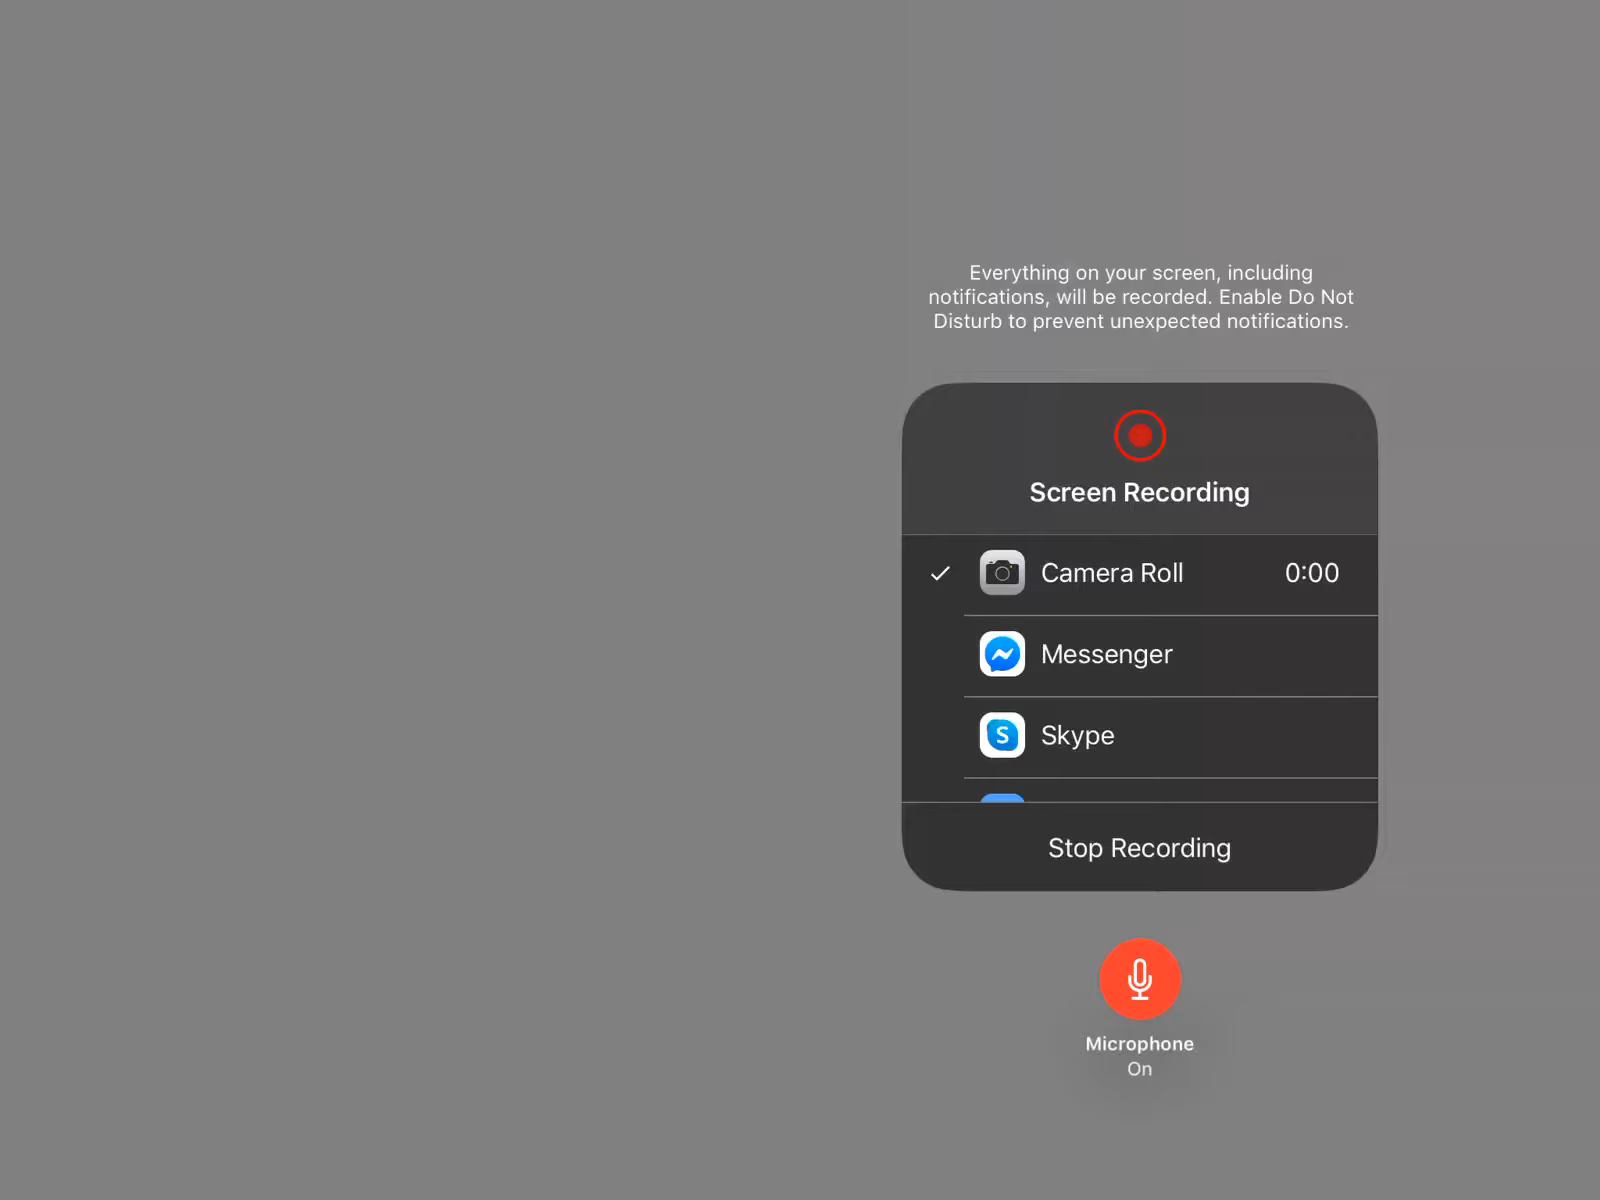 Everything on your screen, including
notifications, will be recorded. Enable Do Not
Disturb to prevent unexpected notifications.
Screen Recording
Camera Roll 0:00
Messenger
Skype
Stop Recording
Microphone
On